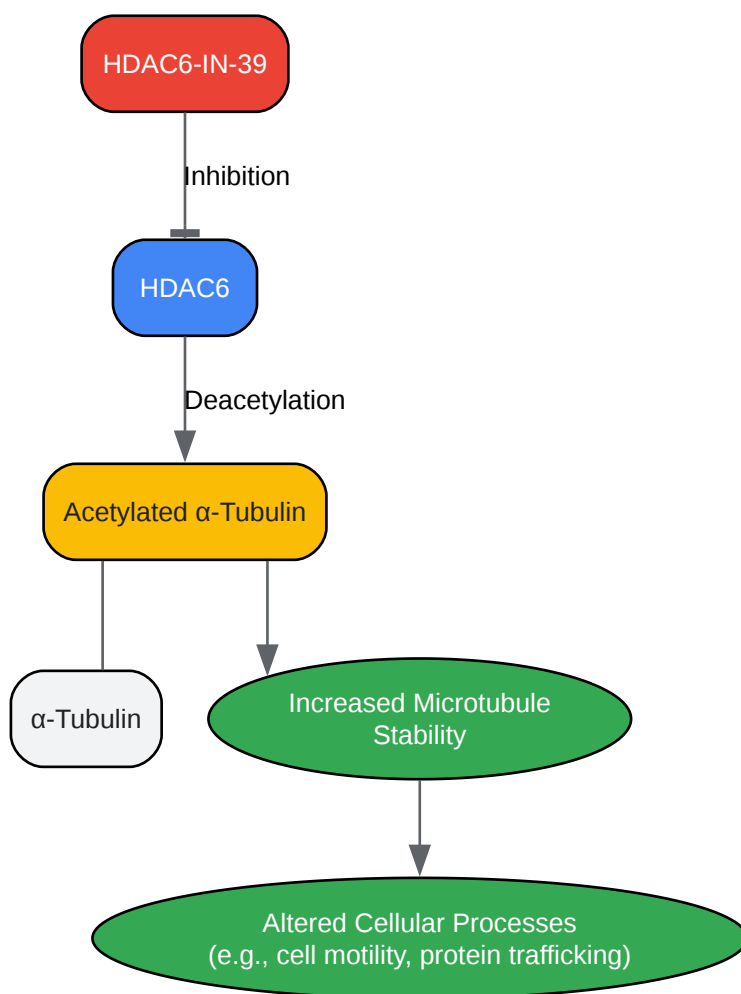 HDAC6-IN-39
Inhibition
HDAC6
Deacetylation
Acetylated α-Tubulin
α-Tubulin
Increased Microtubule
Stability
Altered Cellular Processes
(e.g., cell motility, protein trafficking)